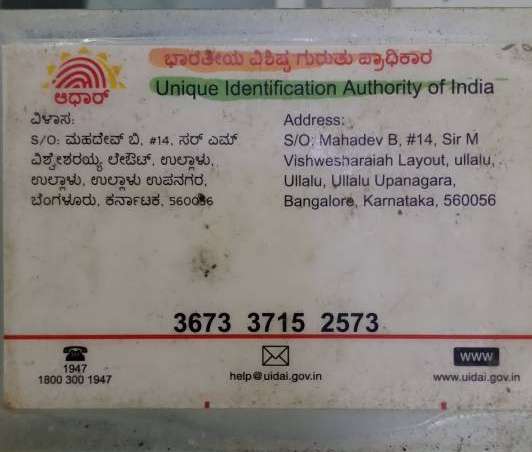 ಭಾರತೀಯ ವಿಶಿಷ್ಟ ಗುರುತು ಪ್ರಾಧಿಕಾರ
Unique Identification Authority of India
ಆಧಾರ್
ವಿಳಾಸ:
S/O: ಮಹದೇವ್ ಬಿ, #14, ಸರ್ ಎಮ್
ವಿಶ್ವೇಶರಯ್ಯ ಲೇಔಟ್, ಉಲ್ಲಾಳು,
ಉಲ್ಲಾಳು, ಉಲ್ಲಾಳು ಉಪನಗರ,
ಬೆಂಗಳೂರು, ಕರ್ನಾಟಕ, 560056
Address:
S/O: Mahadev B, #14, Sir M
Vishwesharaiah Layout, ullalu,
Ullalu, Ullalu Upanagara,
Bangalore, Karnataka, 560056
3673 3715 2573
1947
1800 300 1947
help@uidai.gov.in
www
www.uidai.gov.in